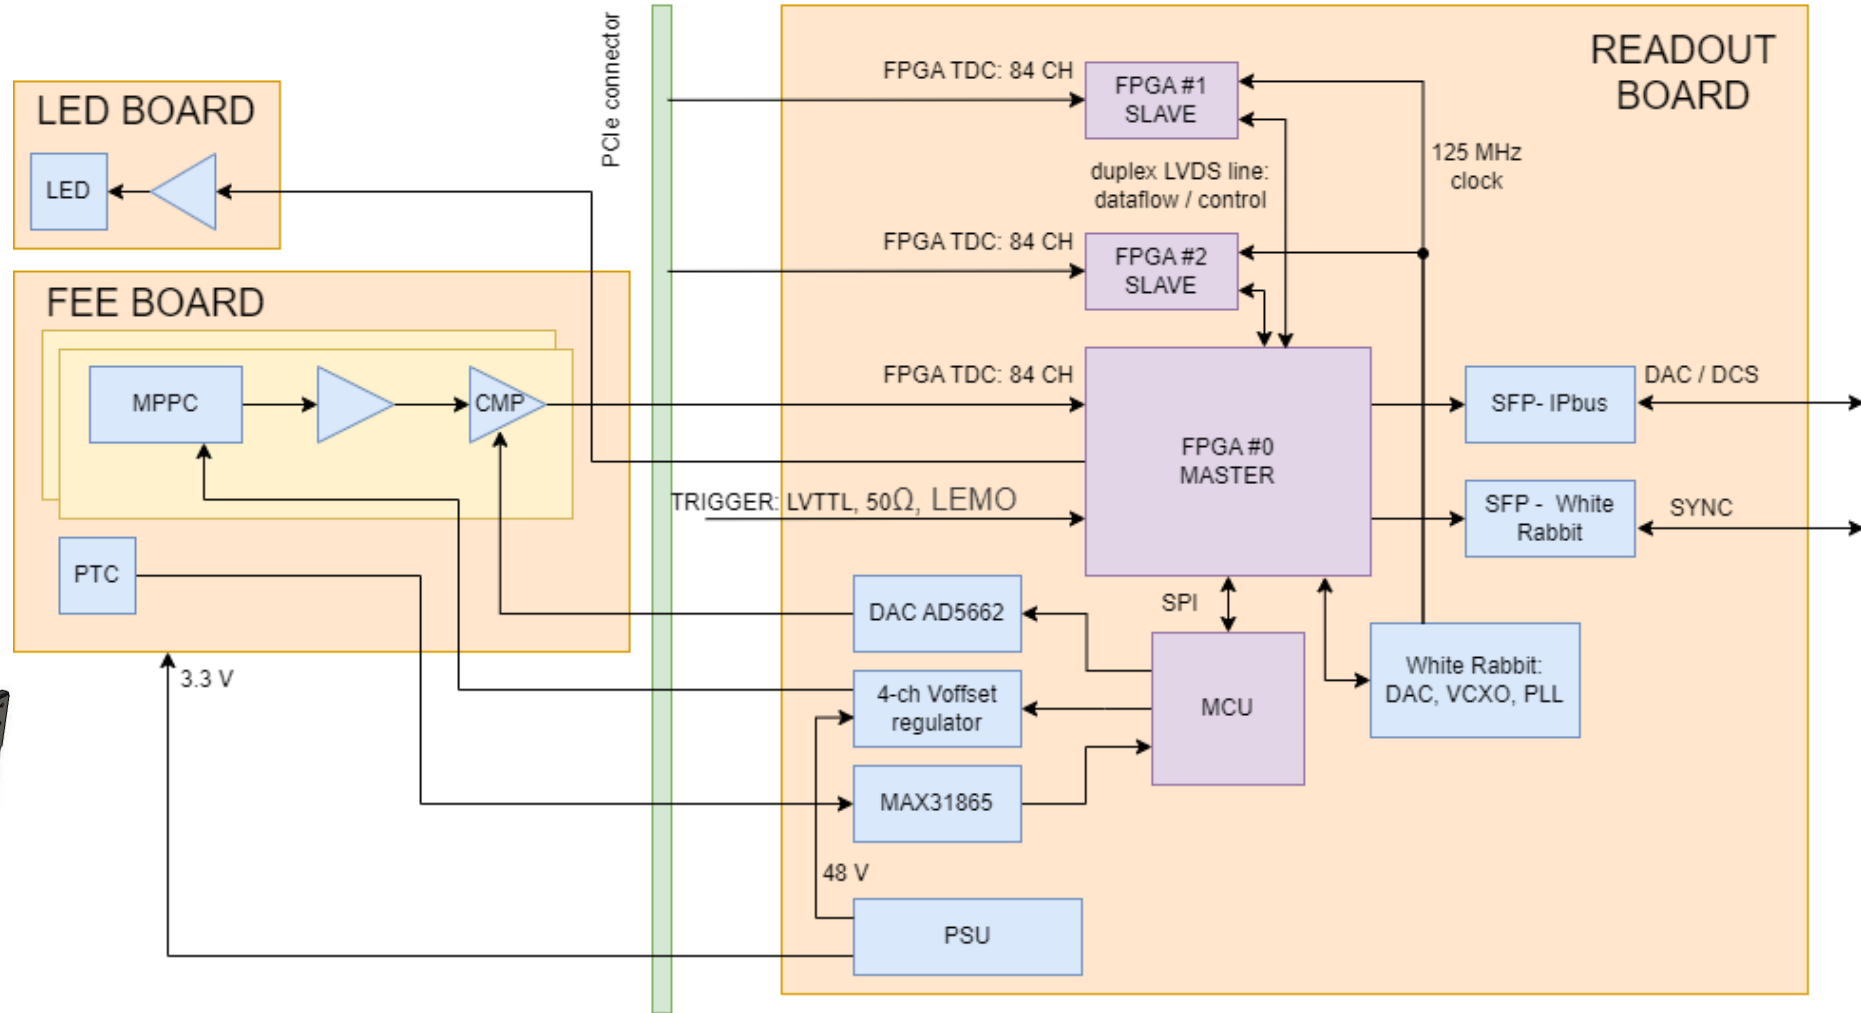 READOUT
BOARD
PCIe connector
LED BOARD
LED
FEE BOARD
MPPC
CMP
PTC
3.3 V
FPGA TDC: 84 CH
FPGA #1
SLAVE
125 MHz
clock
duplex LVDS line:
dataflow / control
FPGA TDC: 84 CH
FPGA #2
SLAVE
FPGA TDC: 84 CH
FPGA #0
MASTER
TRIGGER: LVTTL, 50Ω, LEMO
SFP- IPbus
DAC / DCS
SFP - White
Rabbit
SYNC
SPI
DAC AD5662
4-ch Voffset
regulator
MCU
White Rabbit:
DAC, VCXO, PLL
MAX31865
48 V
PSU